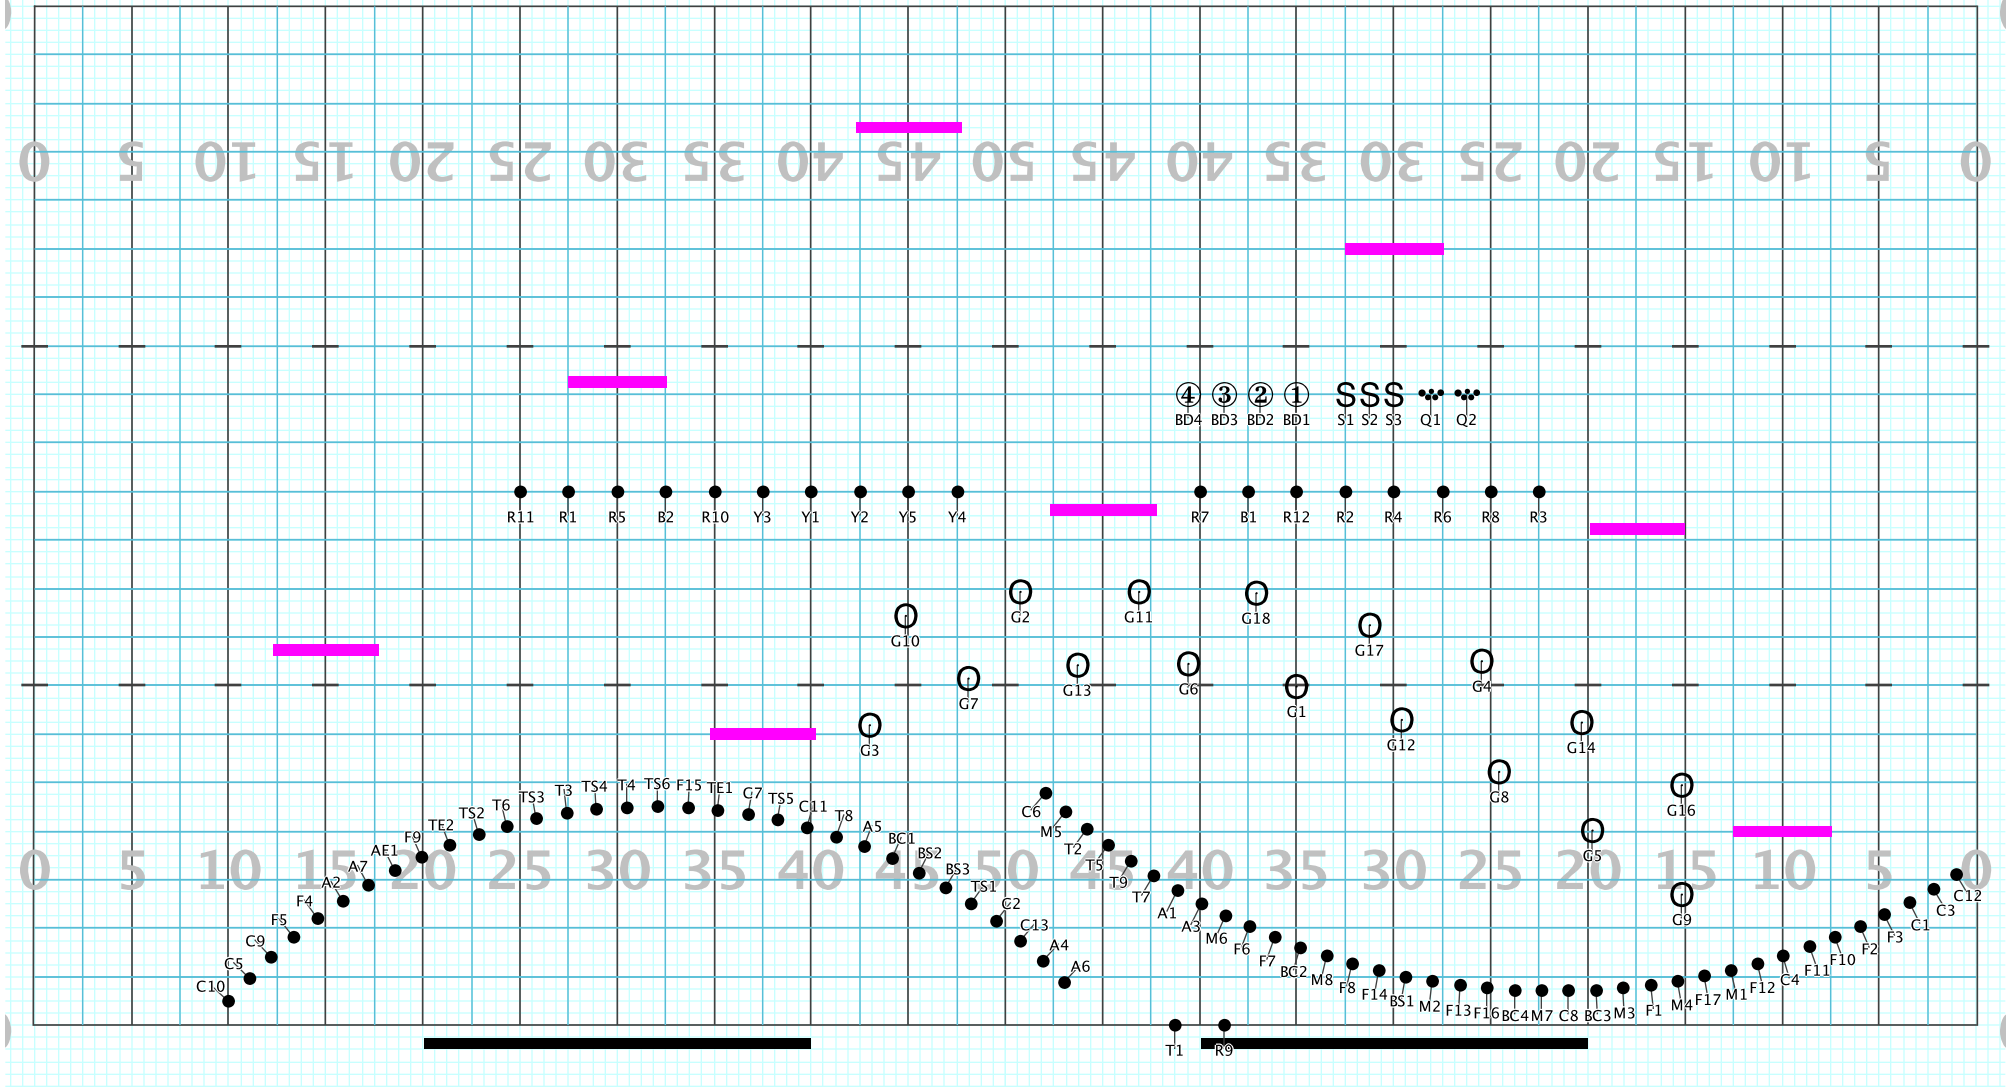 0 5 10 15 20 25 30 35 40 45 50 45 40 35 30 25 20 15 10 5 0
4 3 2 1 S S S
BD4 BD3 BD2 BD1 S1 S2 S3 Q1 Q2
R11 R1 R5 B2 R10 Y3 Y1 Y2 Y5 Y4 R7 B1 R12 R2 R4 R6 R8 R3
G2 G11 G18
G10 G17
G7 G13 G6 G1 G4
G3 G12 G14
G8 G16
G5
G9
C10 C5 C9 F5 F4 A2 A7 AE1 F9 TE2 TS2 T6 TS3 T3 TS4 T4 TS6 F15 TE1 G7 TS5 C11 T8 A5 BC1 BS2 BS3 TS1 C2 C13 A4 A6
C6 M5 T2 T5 T9 T7 A1 A3 M6 F6 F7 BC2 M8 F8 F14 BS1 M2 F13 F16 BC4 M7 C8 BC3 M3 F1 M4 F17 M1 F12 C4 F11 F10 F2 F3 C1 C3 C12
0 5 10 15 20 25 30 35 40 45 50 45 40 35 30 25 20 15 10 5 0
T1 R9